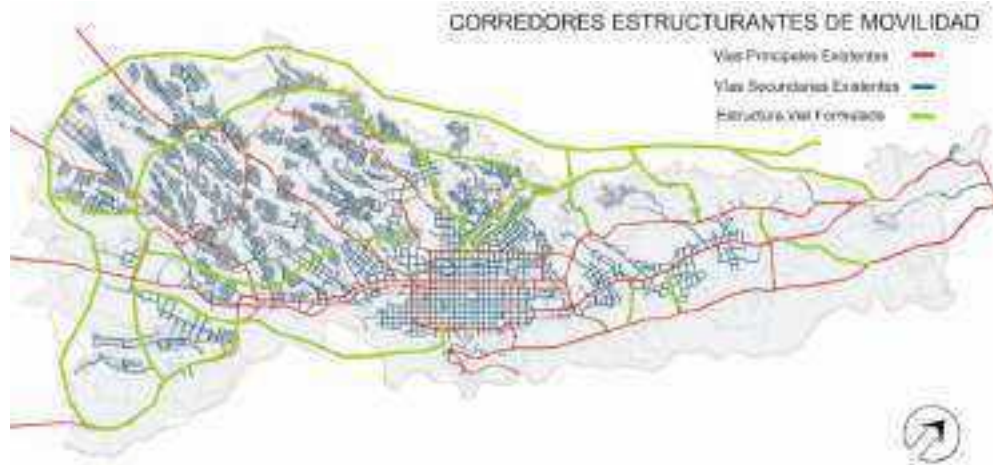 CORREDORES ESTRUCTURANTES DE MOVILIDAD
Vías Principales Existentes
Vías Secundarias Existentes
Estructura Vial Formulada